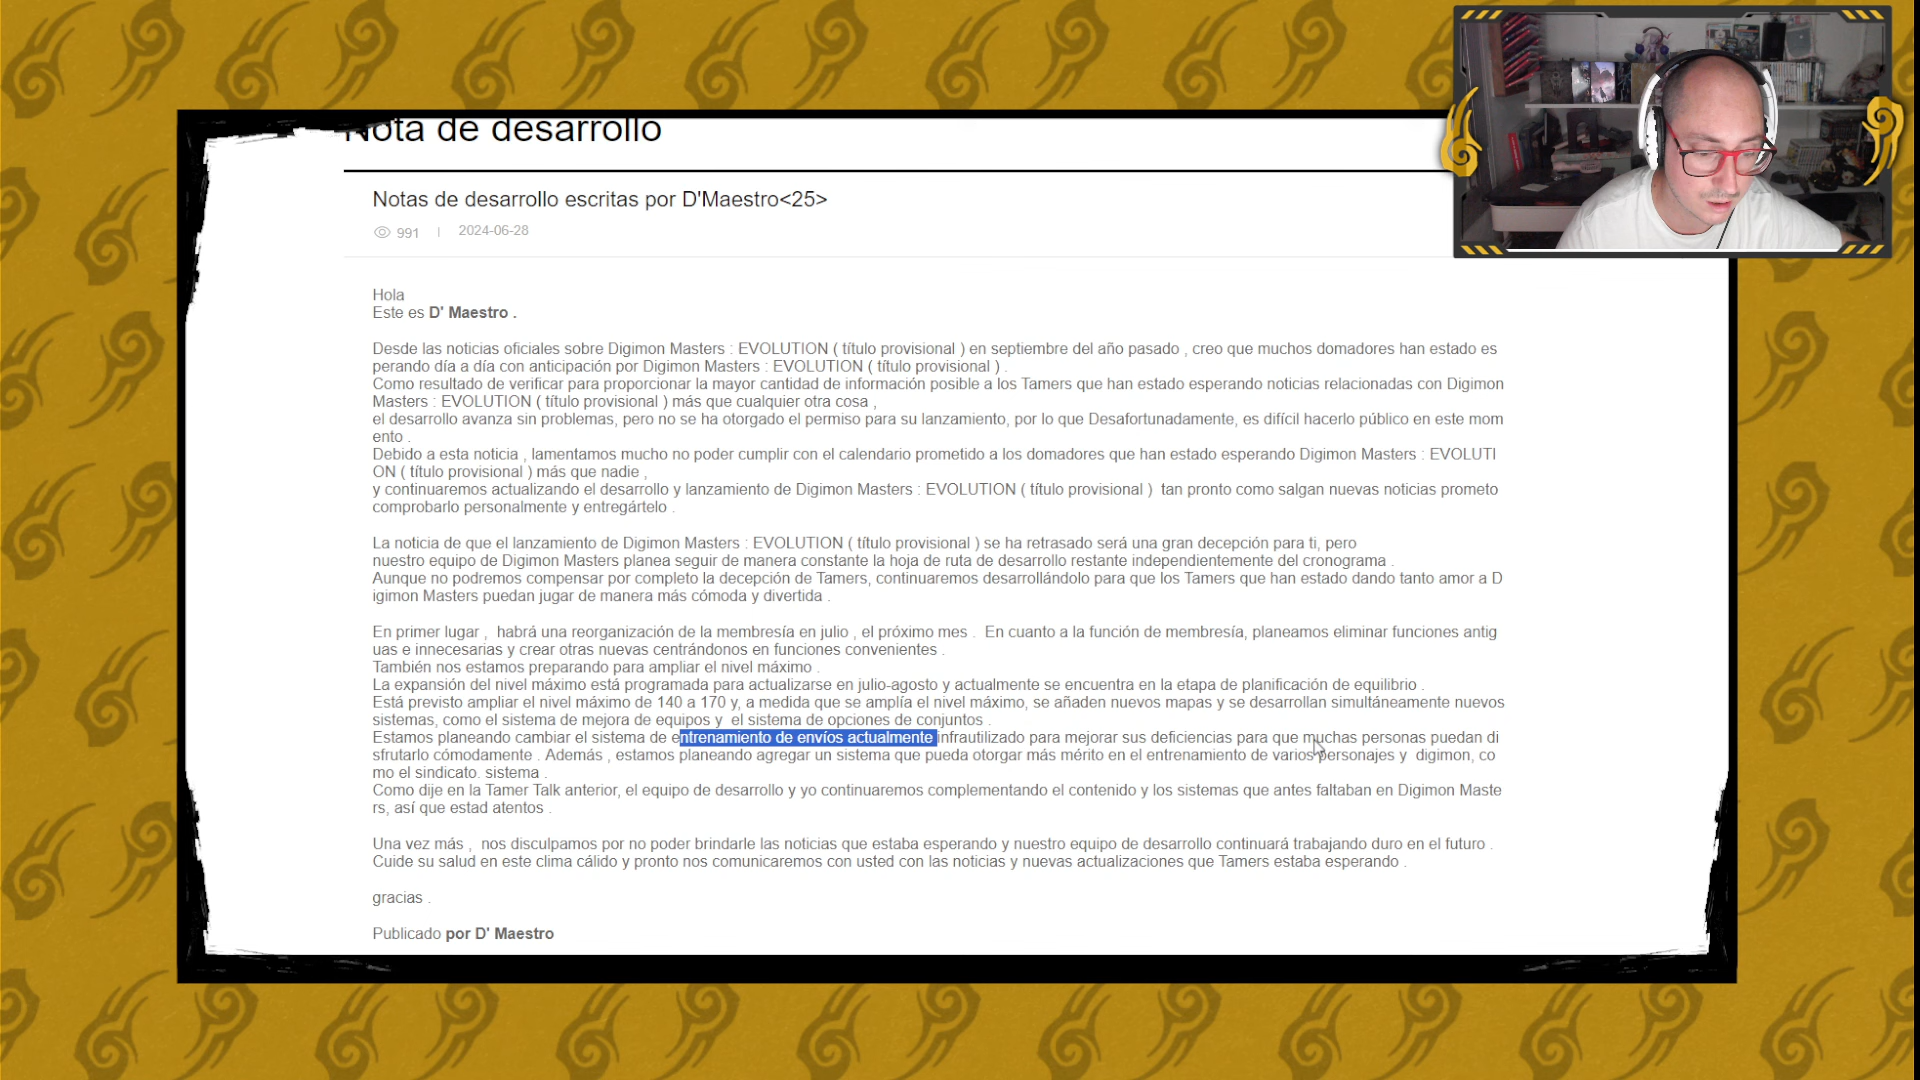 Nota de desarrollo
Notas de desarrollo escritas por D'Maestro<25>
991 | 2024-06-28
Hola
Este es D' Maestro .
Desde las noticias oficiales sobre Digimon Masters : EVOLUTION ( título provisional ) en septiembre del año pasado , creo que muchos domadores han estado es
perando día a día con anticipación por Digimon Masters : EVOLUTION ( título provisional ) .
Como resultado de verificar para proporcionar la mayor cantidad de información posible a los Tamers que han estado esperando noticias relacionadas con Digimon
Masters : EVOLUTION ( título provisional ) más que cualquier otra cosa ,
el desarrollo avanza sin problemas, pero no se ha otorgado el permiso para su lanzamiento, por lo que Desafortunadamente, es difícil hacerlo público en este mom
ento .
Debido a esta noticia , lamentamos mucho no poder cumplir con el calendario prometido a los domadores que han estado esperando Digimon Masters : EVOLUTI
ON ( título provisional ) más que nadie ,
y continuaremos actualizando el desarrollo y lanzamiento de Digimon Masters : EVOLUTION ( título provisional ) tan pronto como salgan nuevas noticias prometo
comprobarlo personalmente y entregártelo .
La noticia de que el lanzamiento de Digimon Masters : EVOLUTION ( título provisional ) se ha retrasado será una gran decepción para ti, pero
nuestro equipo de Digimon Masters planea seguir de manera constante la hoja de ruta de desarrollo restante independientemente del cronograma .
Aunque no podremos compensar por completo la decepción de Tamers, continuaremos desarrollándolo para que los Tamers que han estado dando tanto amor a D
igimon Masters puedan jugar de manera más cómoda y divertida .
En primer lugar , habrá una reorganización de la membresía en julio , el próximo mes . En cuanto a la función de membresía, planeamos eliminar funciones antig
uas e innecesarias y crear otras nuevas centrándonos en funciones convenientes .
También nos estamos preparando para ampliar el nivel máximo .
La expansión del nivel máximo está programada para actualizarse en julio-agosto y actualmente se encuentra en la etapa de planificación de equilibrio .
Está previsto ampliar el nivel máximo de 140 a 170 y, a medida que se amplía el nivel máximo, se añaden nuevos mapas y se desarrollan simultáneamente nuevos
sistemas, como el sistema de mejora de equipos y el sistema de opciones de conjuntos .
Estamos planeando cambiar el sistema de entrenamiento de envíos actualmente infrautilizado para mejorar sus deficiencias para que muchas personas puedan di
sfrutarlo cómodamente . Además , estamos planeando agregar un sistema que pueda otorgar más mérito en el entrenamiento de varios personajes y digimon, co
mo el sindicato. sistema .
Como dije en la Tamer Talk anterior, el equipo de desarrollo y yo continuaremos complementando el contenido y los sistemas que antes faltaban en Digimon Maste
rs, así que estad atentos .
Una vez más , nos disculpamos por no poder brindarle las noticias que estaba esperando y nuestro equipo de desarrollo continuará trabajando duro en el futuro .
Cuide su salud en este clima cálido y pronto nos comunicaremos con usted con las noticias y nuevas actualizaciones que Tamers estaba esperando .
gracias .
Publicado por D' Maestro